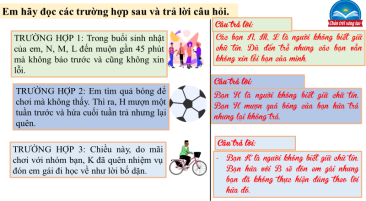 Em hãy đọc các trường hợp sau và trả lời câu hỏi.
Chân trời sáng tạo
TRƯỜNG HỢP 1: Trong buổi sinh nhật
của em, N, M, L đến muộn gần 45 phút
mà không báo trước và cũng không xin
lỗi.
Câu trả lời:
Các bạn N, M, L là người không biết giữ
chữ tín. Dù đến trễ nhưng các bạn vẫn
không xin lỗi bạn của mình.
TRƯỜNG HỢP 2: Em tìm quả bóng để
chơi mà không thấy. Thì ra, H mượn một
tuần trước và hứa cuối tuần trả nhưng lại
quên.
Câu trả lời:
Bạn H là người không biết giữ chữ tín.
Bạn H mượn quả bóng của bạn hứa trả
nhưng lại không trả.
TRƯỜNG HỢP 3: Chiều này, do mải
chơi với nhóm bạn, K đã quên nhiệm vụ
đón em gái đi học về như lời bố dặn.
Câu trả lời:
- Bạn K là người không biết giữ chữ tín.
Bạn hứa với B sẽ đón em gái nhưng
bạn đã không thực hiện đúng theo lời
hứa đó.